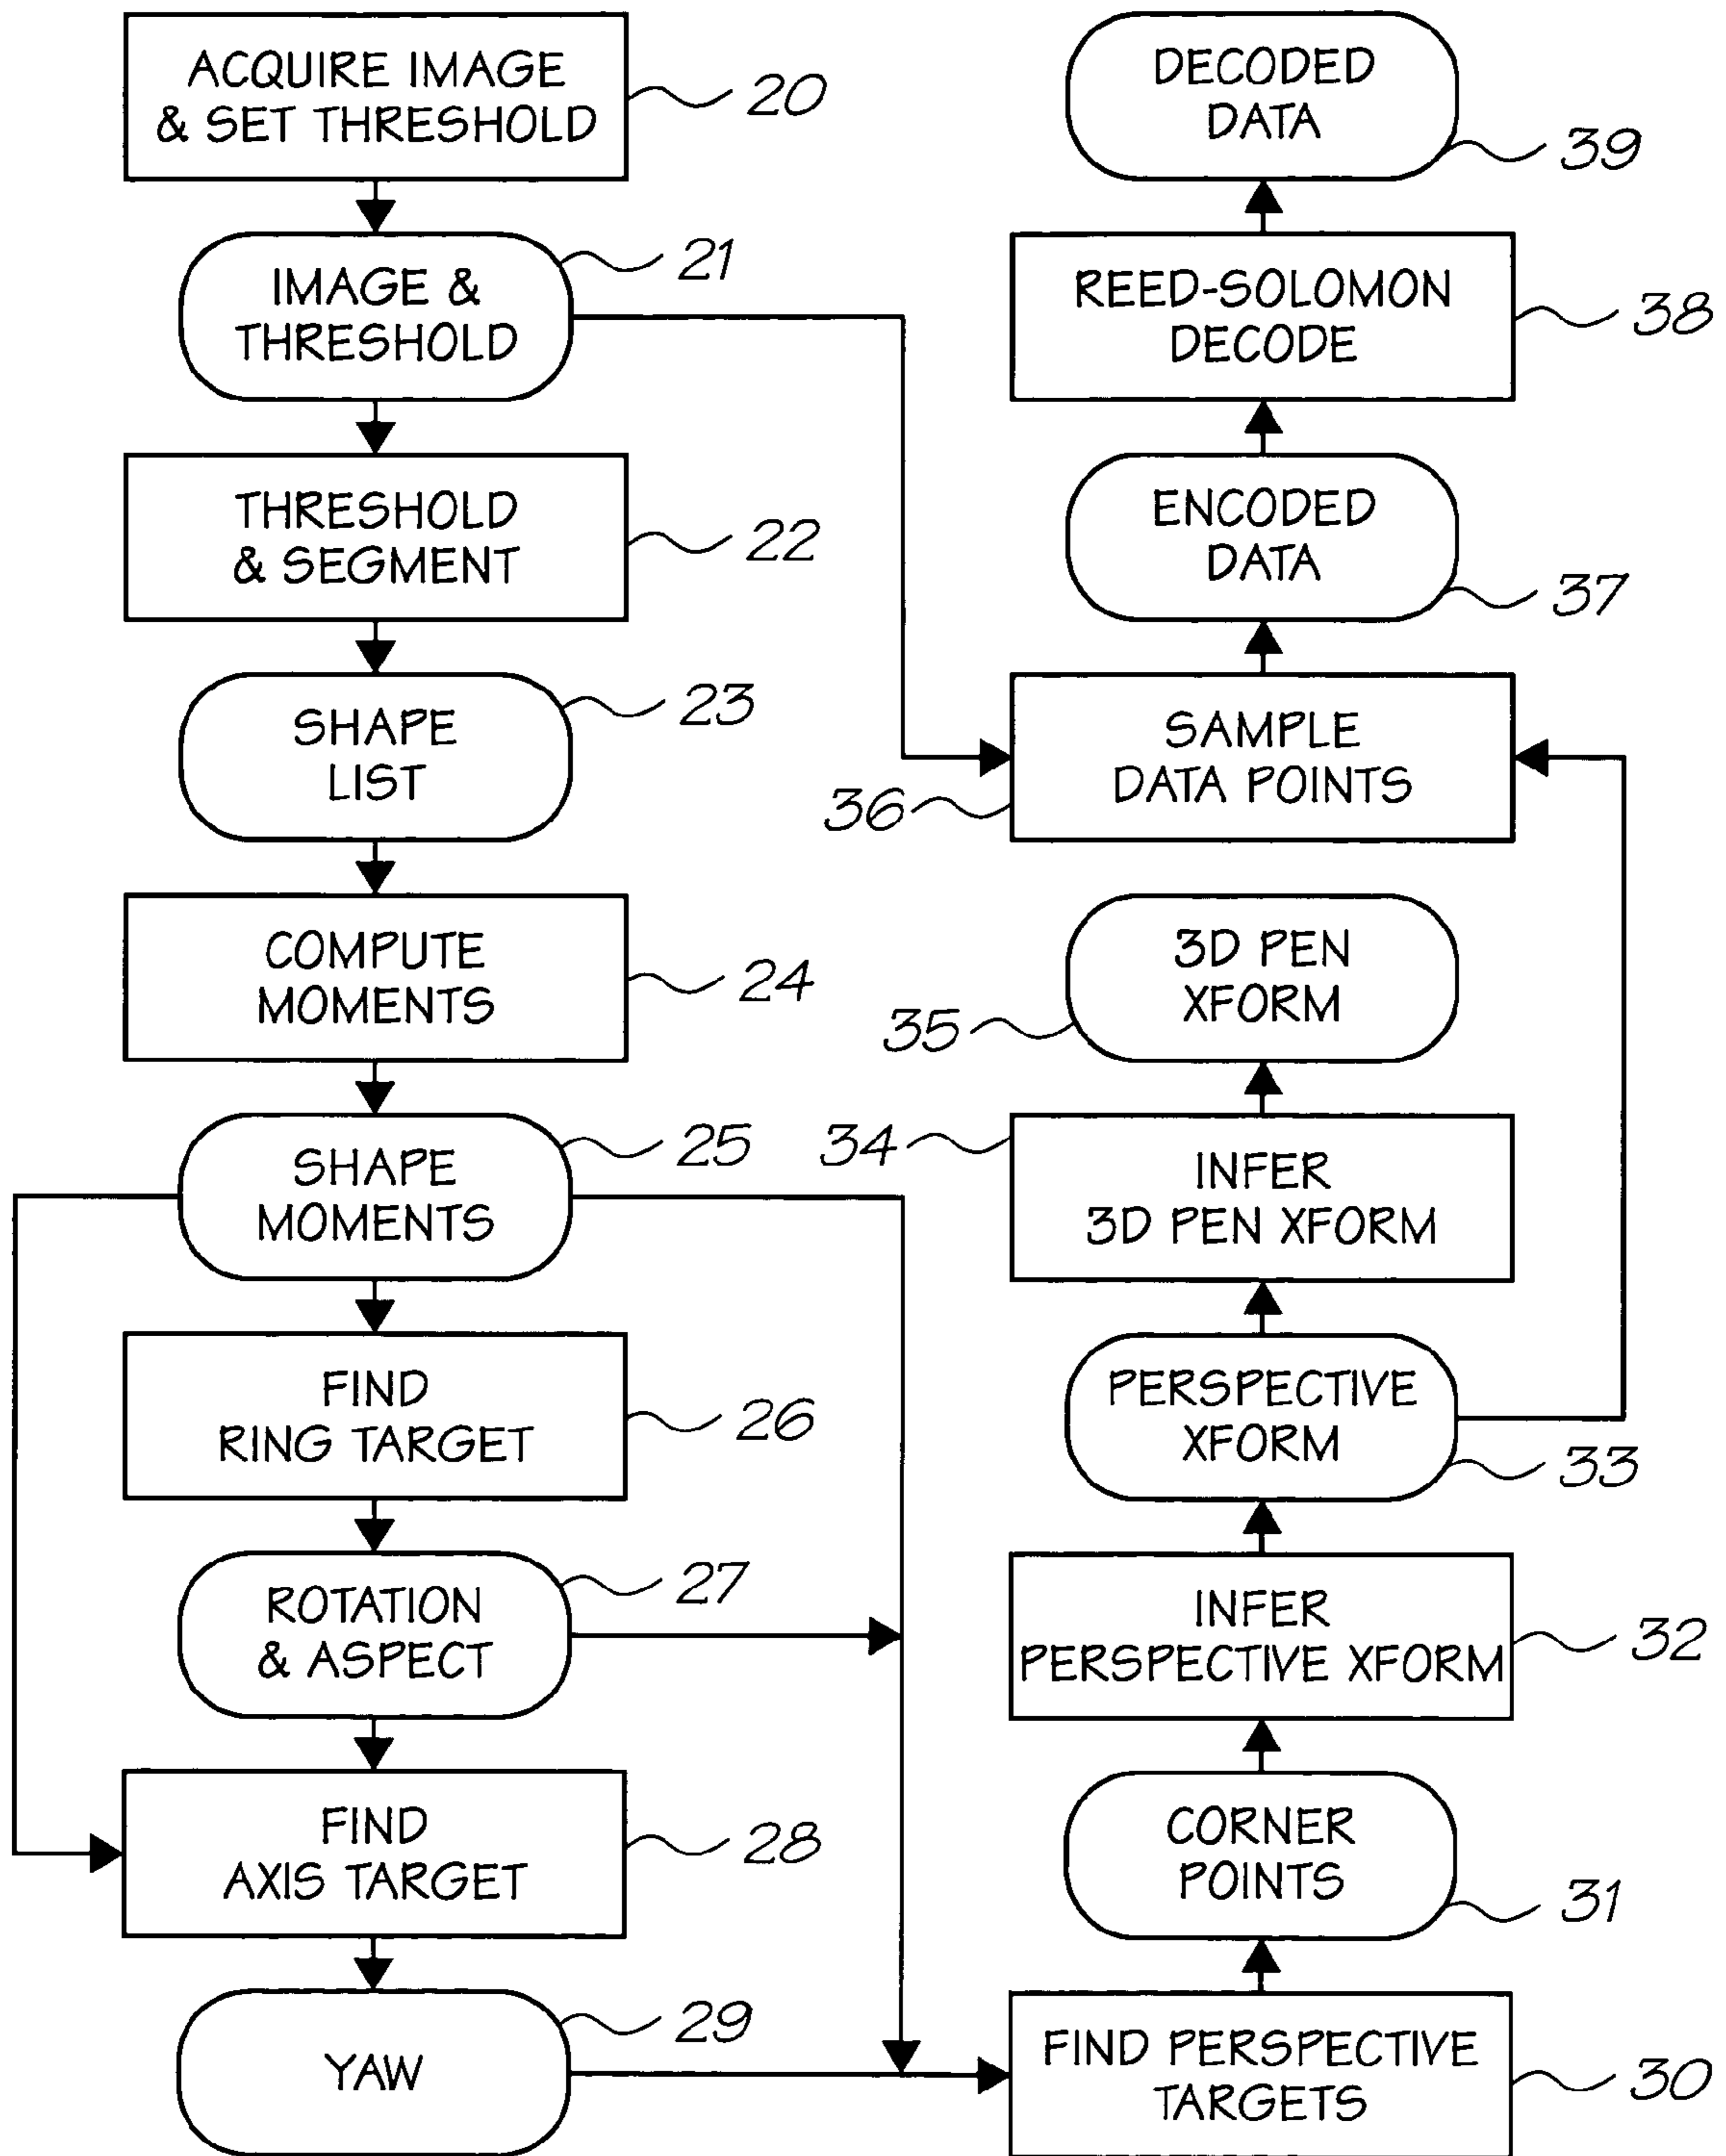 ACQUIRE IMAGE
& SET THRESHOLD
20
IMAGE &
THRESHOLD
21
THRESHOLD
& SEGMENT
22
SHAPE
LIST
23
COMPUTE
MOMENTS
24
SHAPE
MOMENTS
25
FIND
RING TARGET
26
ROTATION
& ASPECT
27
FIND
AXIS TARGET
28
YAW
29
DECODED
DATA
39
REED-SOLOMON
DECODE
38
ENCODED
DATA
37
SAMPLE
DATA POINTS
36
3D PEN
XFORM
35
34
INFER
3D PEN XFORM
PERSPECTIVE
XFORM
33
INFER
PERSPECTIVE XFORM
32
CORNER
POINTS
31
FIND PERSPECTIVE
TARGETS
30